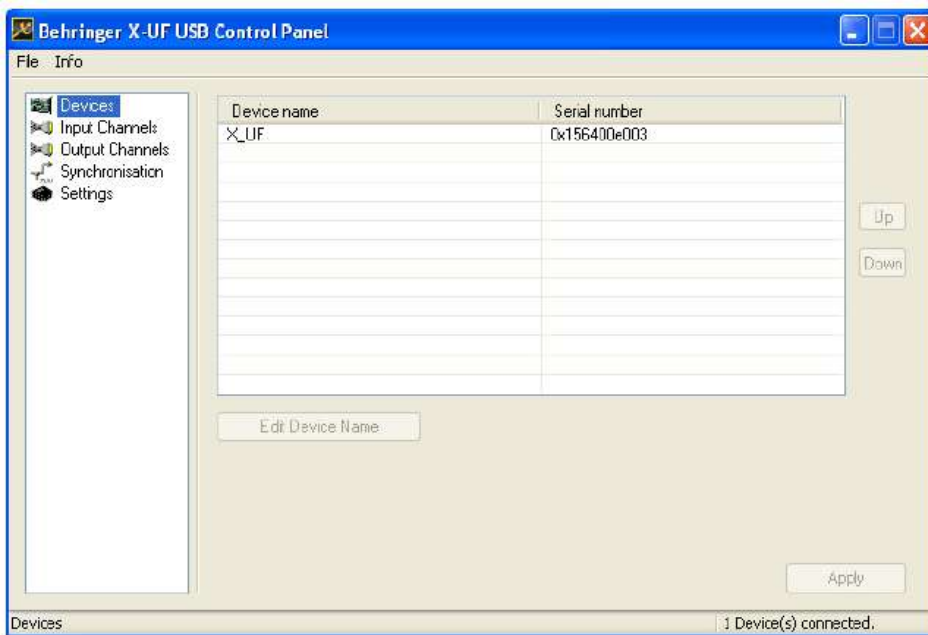 Behringer X-UF USB Control Panel
File Info
Devices
Input Channels
Output Channels
Synchronisation
Settings
Device name Serial number
X_UF 0x156400e003
Up
Down
Edit Device Name
Apply
Devices 1 Device(s) connected.